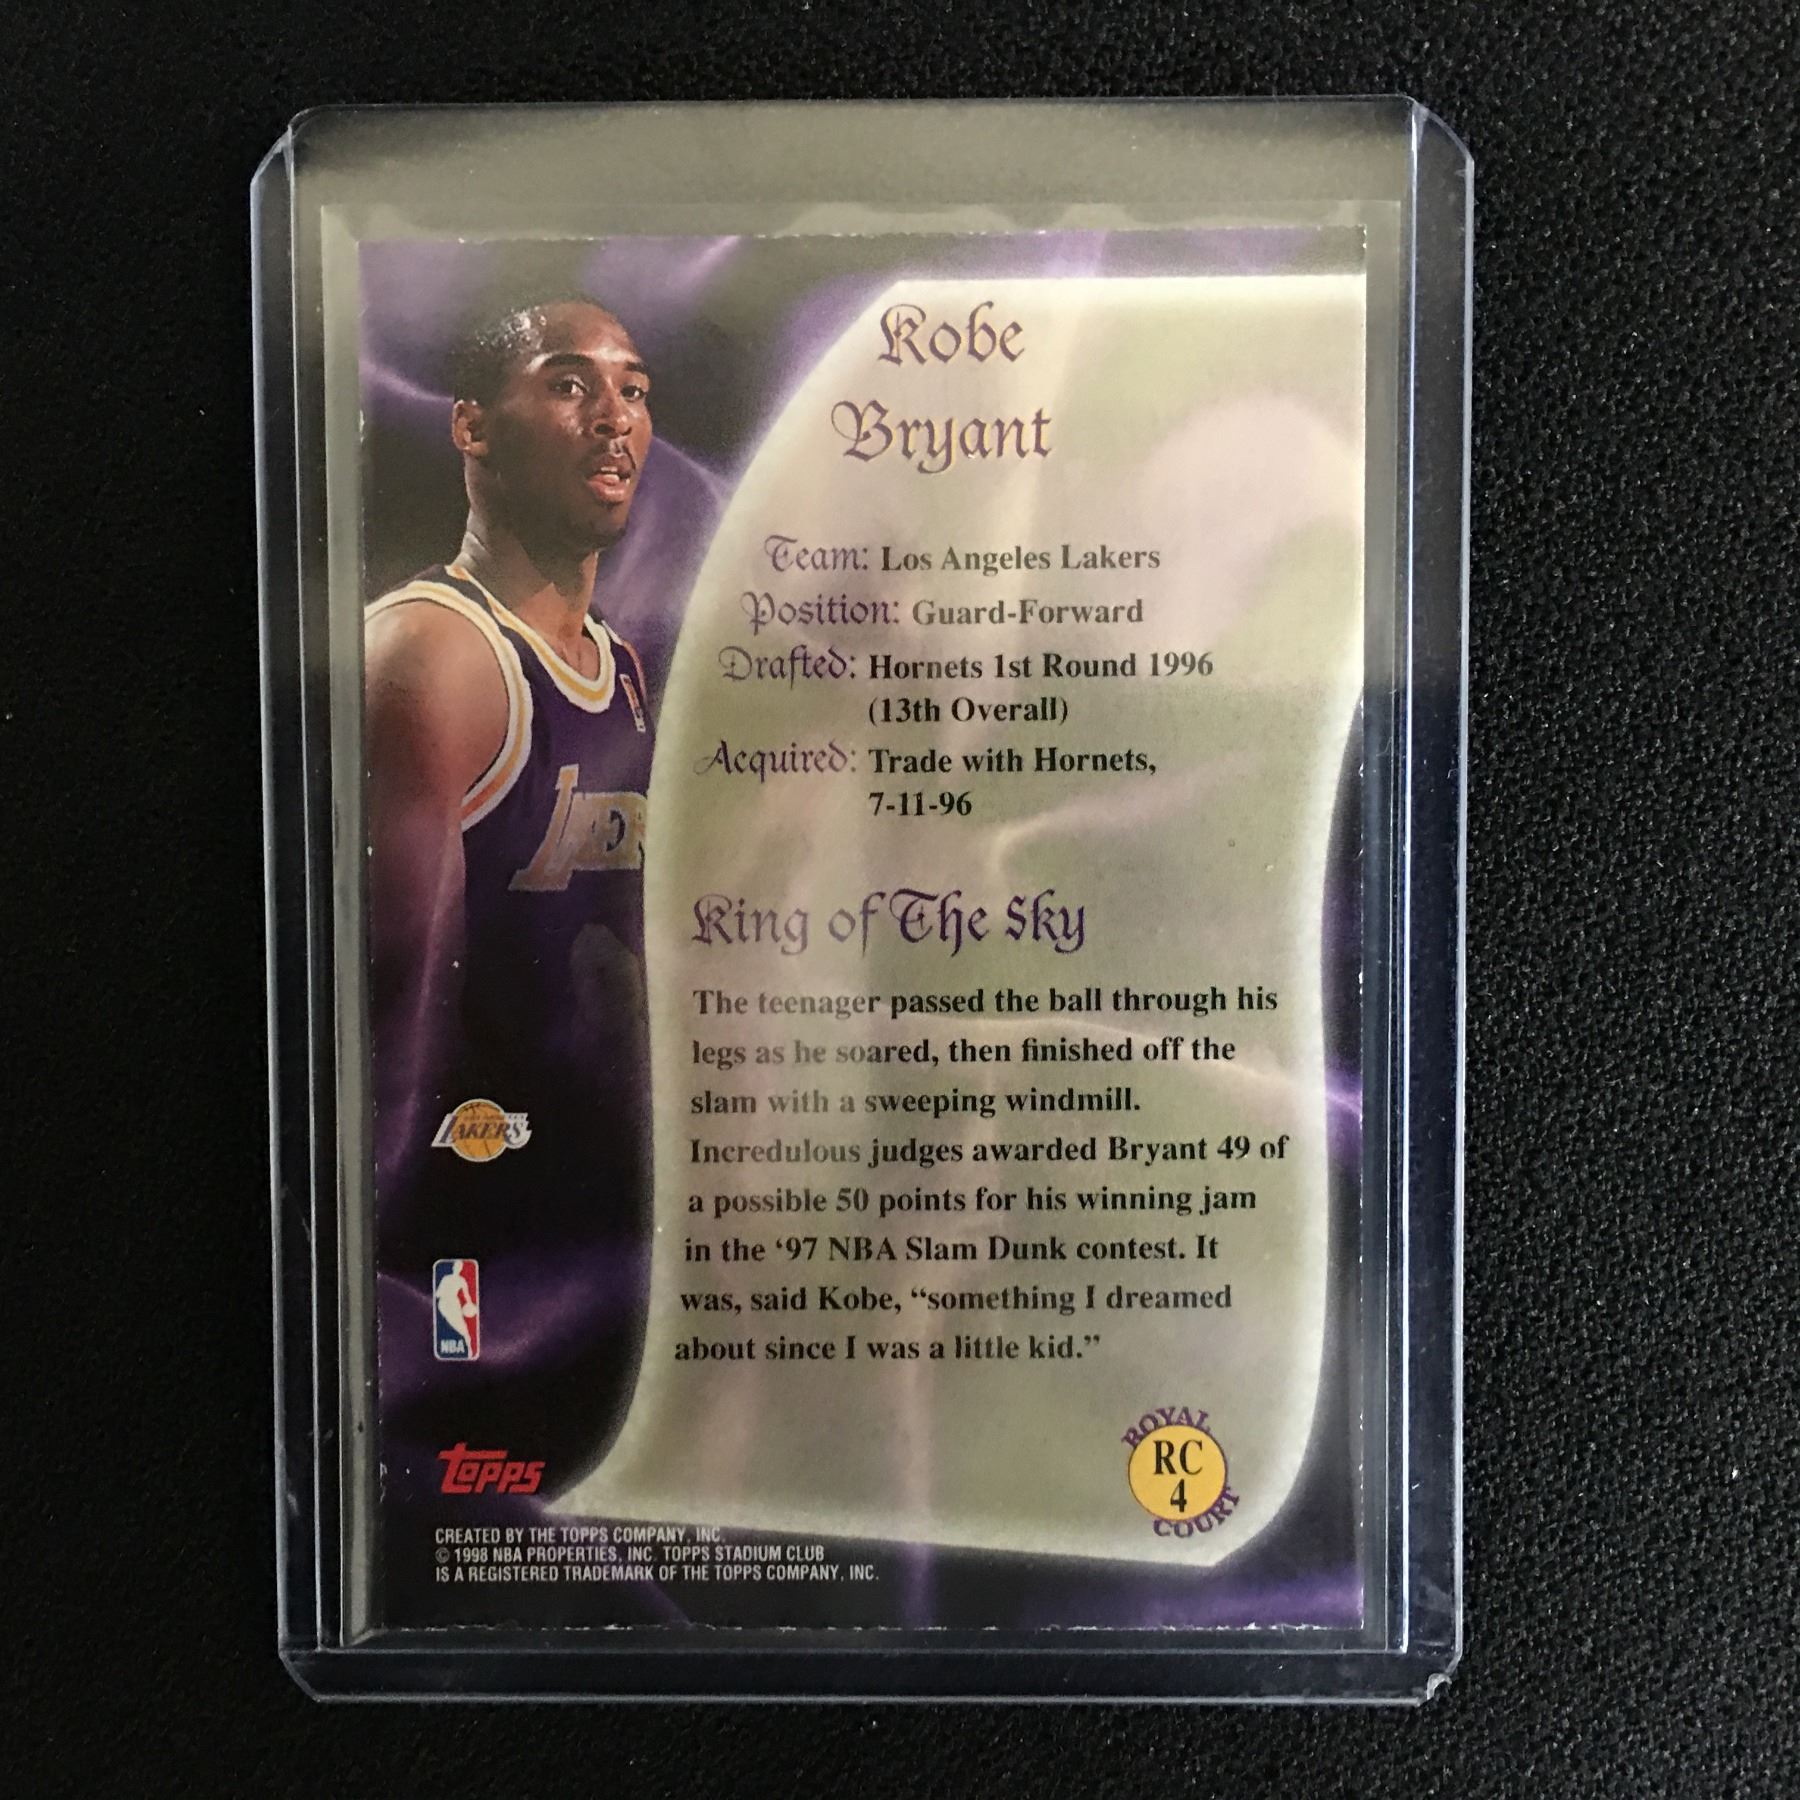 Kobe
Bryant
Team: Los Angeles Lakers
Position: Guard-Forward
Drafted: Hornets 1st Round 1996
(13th Overall)
Acquired: Trade with Hornets,
7-11-96
King of The Sky
The teenager passed the ball through his
legs as he soared, then finished off the
slam with a sweeping windmill.
Incredulous judges awarded Bryant 49 of
a possible 50 points for his winning jam
in the ‘97 NBA Slam Dunk contest. It
was, said Kobe, “something I dreamed
about since I was a little kid.”
LAKERS
NBA
TOPPS
ROYAL
RC
4
COURT
CREATED BY THE TOPPS COMPANY, INC.
© 1998 NBA PROPERTIES, INC. TOPPS STADIUM CLUB
IS A REGISTERED TRADEMARK OF THE TOPPS COMPANY, INC.